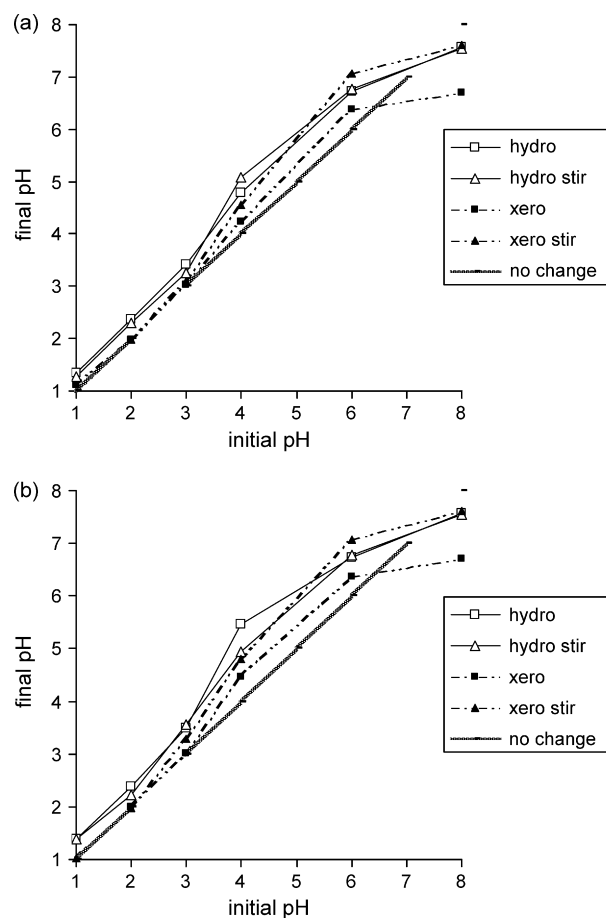 (a)
8
7
6
5
4
3
2
1
final pH
1 2 3 4 5 6 7 8
initial pH
hydro
hydro stir
xero
xero stir
no change
(b)
8
7
6
5
4
3
2
1
final pH
1 2 3 4 5 6 7 8
initial pH
hydro
hydro stir
xero
xero stir
no change